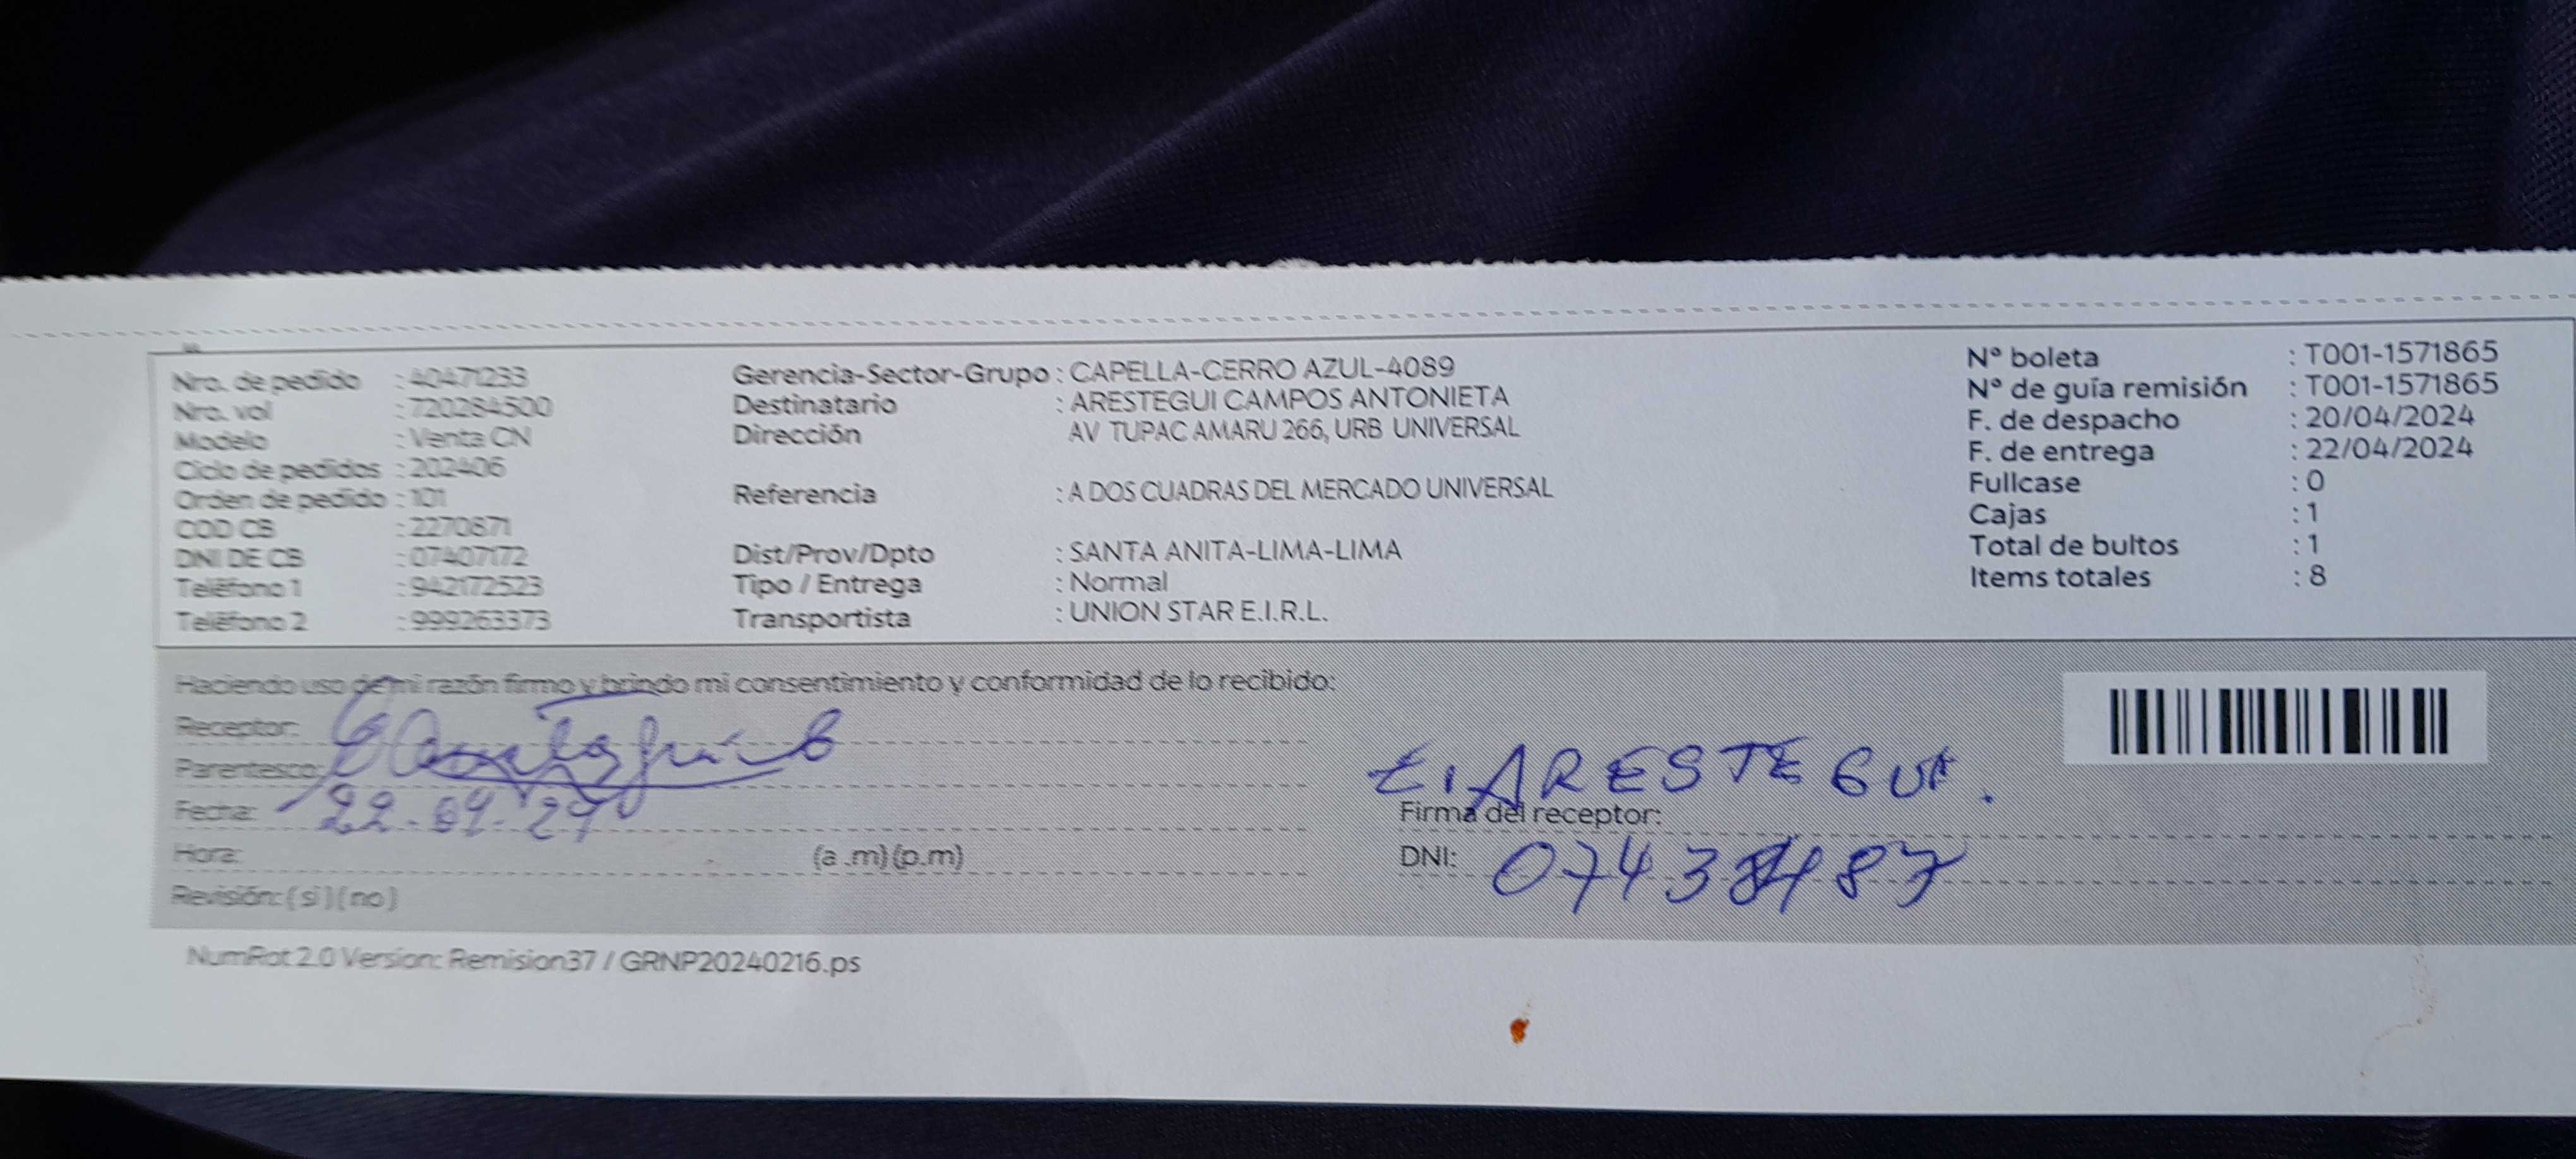 Nro. de pedido : 40471233
Nro. vol : 720284500
Modelo : Venta CN
Ciclo de pedidos : 202406
Orden de pedido : 101
COD CB : 2270871
DNI DE CB : 07407172
Teléfono 1 : 942172523
Teléfono 2 : 999263373
Gerencia-Sector-Grupo : CAPELLA-CERRO AZUL-4089
Destinatario : ARESTEGUI CAMPOS ANTONIETA
Dirección AV TUPAC AMARU 266, URB UNIVERSAL
Referencia : A DOS CUADRAS DEL MERCADO UNIVERSAL
Dist/Prov/Dpto : SANTA ANITA-LIMA-LIMA
Tipo / Entrega : Normal
Transportista : UNION STAR E.I.R.L.
Nº boleta : T001-1571865
Nº de guía remisión : T001-1571865
F. de despacho : 20/04/2024
F. de entrega : 22/04/2024
Fullcase : 0
Cajas : 1
Total de bultos : 1
Items totales : 8
Haciendo uso de mi razón firmo y brindo mi consentimiento y conformidad de lo recibido:
Receptor:
Parentesco:
Fecha: 22-04-24
Hora: (a .m)(p.m)
Revisión: ( si ) ( no )
Firma del receptor:
DNI:
NumRot 2.0 Version: Remision37 / GRNP20240216.ps